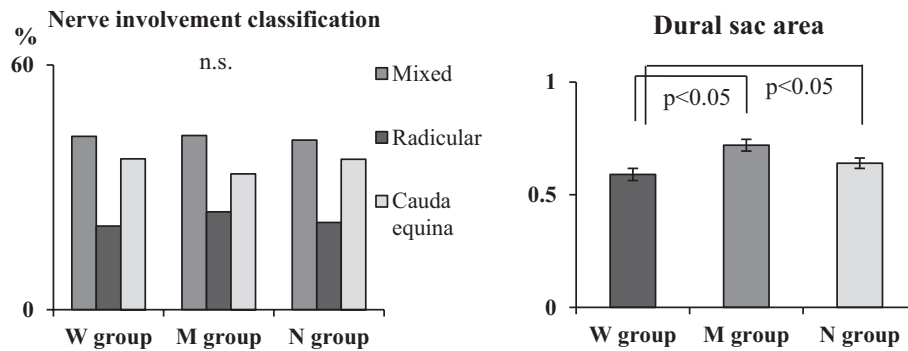 Nerve involvement classification
%
60
n.s.
Mixed
Radicular
Cauda
equina
0
W group M group N group
Dural sac area
1
p<0.05
p<0.05
0.5
0
W group M group N group